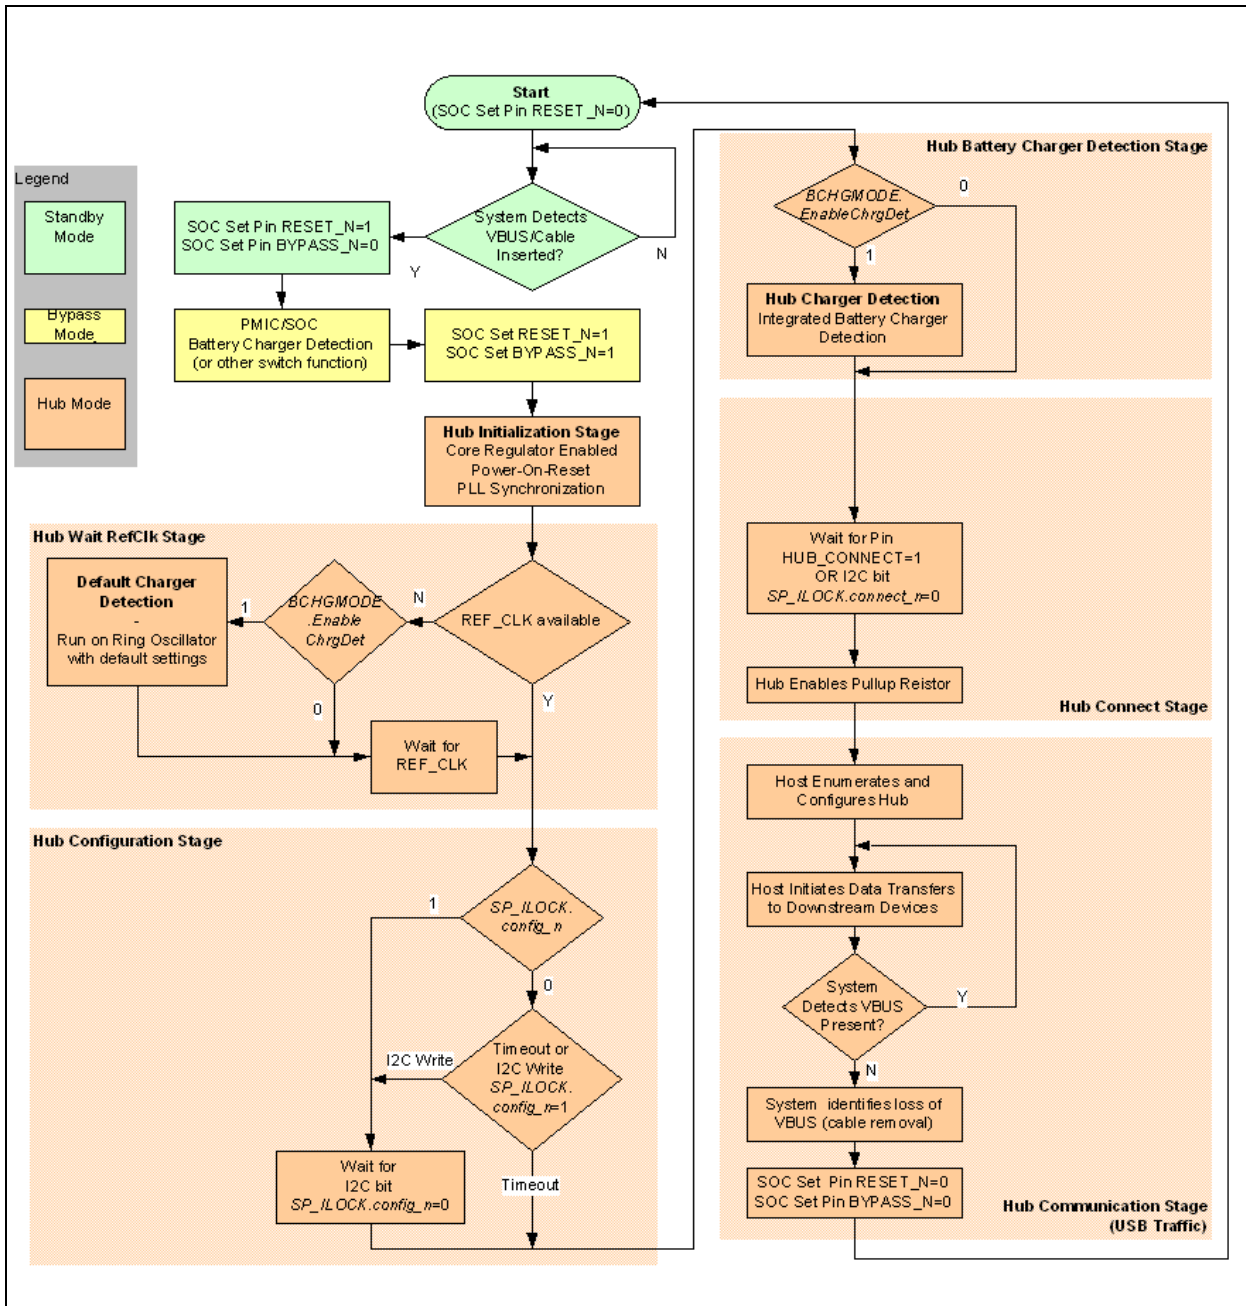 Start
(SOC Set Pin RESET_N=0)
Legend
Standby
Mode
Bypass
Mode
Hub Mode
System Detects
VBUS/Cable
Inserted?
N
Y
SOC Set Pin RESET_N=1
SOC Set Pin BYPASS_N=0
PMIC/SOC
Battery Charger Detection
(or other switch function)
SOC Set RESET_N=1
SOC Set BYPASS_N=1
Hub Initialization Stage
Core Regulator Enabled
Power-On-Reset
PLL Synchronization
Hub Wait RefClk Stage
REF_CLK available
N
Y
BCHGMODE
.Enable
ChrgDet
1
0
Default Charger
Detection
-
Run on Ring Oscillator
with default settings
Wait for
REF_CLK
Hub Configuration Stage
SP_ILOCK.
config_n
1
0
Timeout or
I2C Write
SP_ILOCK.
config_n=1
I2C Write
Timeout
Wait for
I2C bit
SP_ILOCK.config_n=0
Hub Battery Charger Detection Stage
BCHGMODE.
EnableChrgDet
0
1
Hub Charger Detection
Integrated Battery Charger
Detection
Wait for Pin
HUB_CONNECT=1
OR I2C bit
SP_ILOCK.connect_n=0
Hub Enables Pullup Reistor
Hub Connect Stage
Host Enumerates and
Configures Hub
Host Initiates Data Transfers
to Downstream Devices
System
Detects VBUS
Present?
Y
N
System identifies loss of
VBUS (cable removal)
SOC Set Pin RESET_N=0
SOC Set Pin BYPASS_N=0
Hub Communication Stage
(USB Traffic)